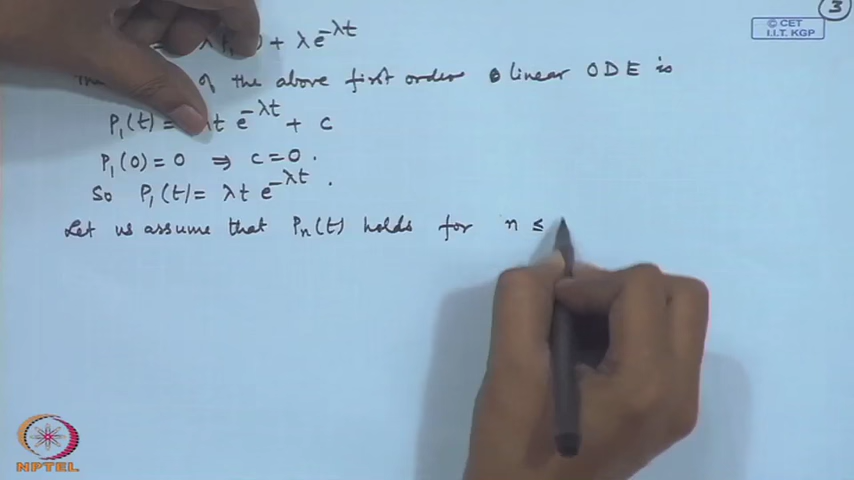 3
© CET
I.I.T. KGP
+ λ e^{-λt}
of the above first order linear ODE is
P₁(t) = t e^{-λt} + c
P₁(0) = 0 ⇒ c = 0.
So P₁(t) = λt e^{-λt}.
Let us assume that Pₙ(t) holds for n ≤
NPTEL